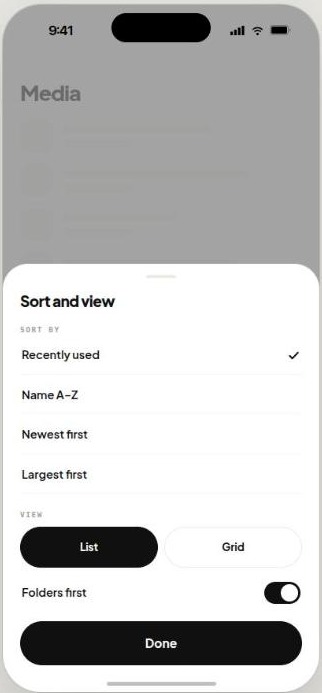 9:41
Media
Sort and view
SORT BY
Recently used
Name A–Z
Newest first
Largest first
VIEW
List
Grid
Folders first
Done